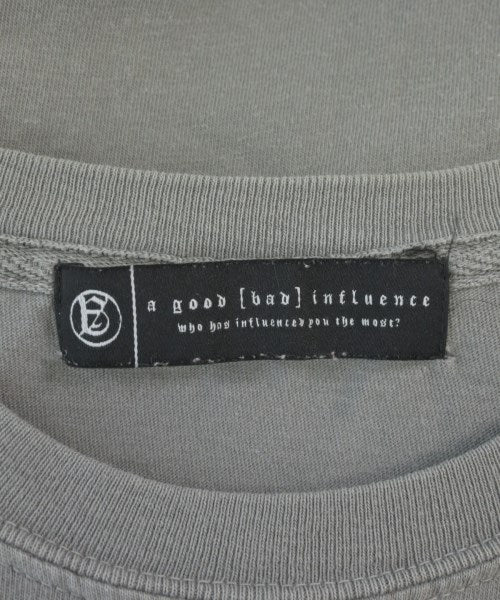 a good [bad] influence
who has influenced you the most?